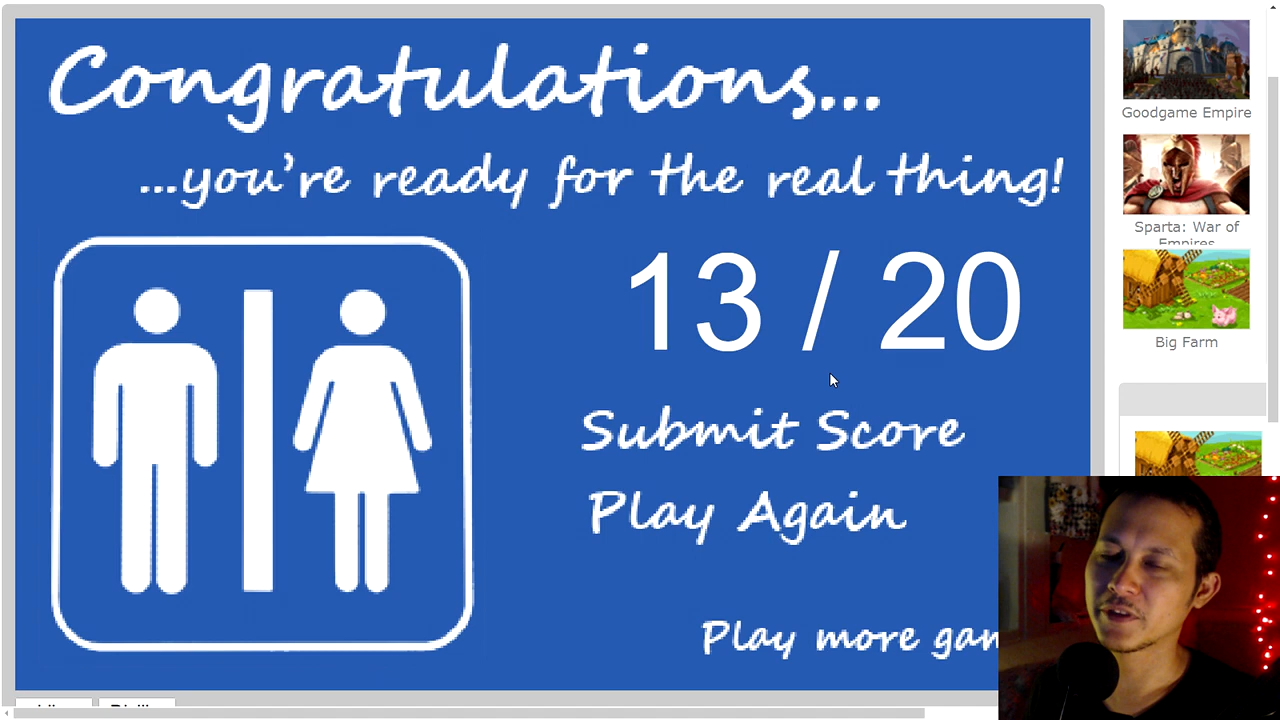 Congratulations...
...you're ready for the real thing!
13 / 20
Submit Score
Play Again
Play more
Goodgame Empire
Sparta: War of
Empires
Big Farm